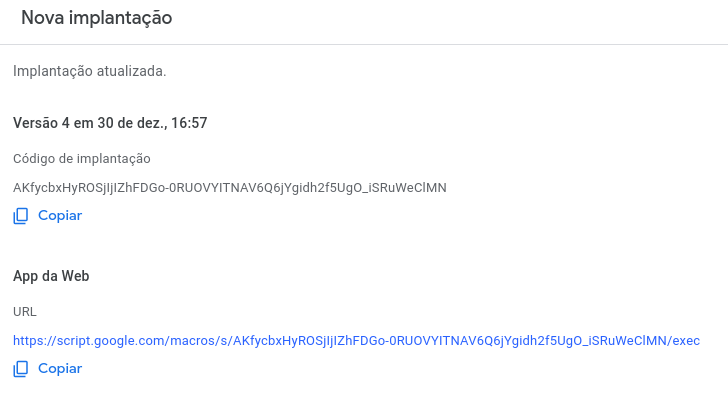 Nova implantação
Implantação atualizada.
Versão 4 em 30 de dez., 16:57
Código de implantação
AKfycbxHyROSjIjIZhFDGo-0RUOVYITNAV6Q6jYgidh2f5UgO_iSRuWeClMN
Copiar
App da Web
URL
https://script.google.com/macros/s/AKfycbxHyROSjIjIZhFDGo-0RUOVYITNAV6Q6jYgidh2f5UgO_iSRuWeClMN/exec
Copiar